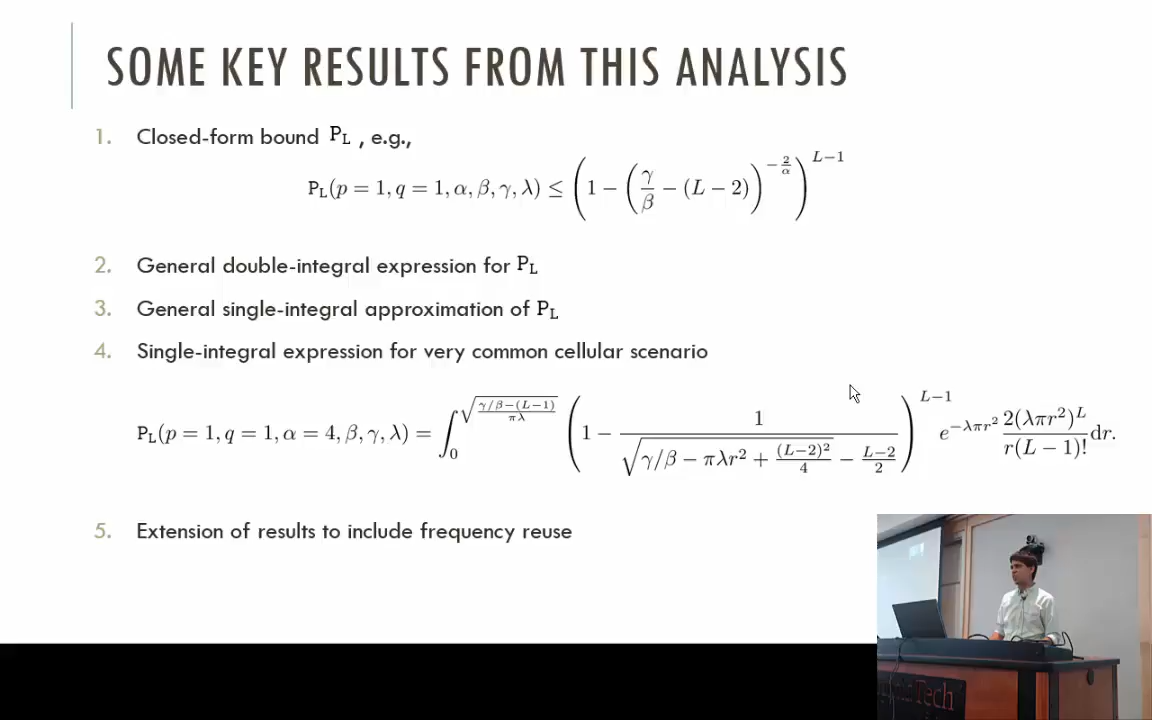 SOME KEY RESULTS FROM THIS ANALYSIS
1. Closed-form bound P_L , e.g.,
P_L(p = 1, q = 1, α, β, γ, λ) ≤ (1 − (γ/β − (L − 2))^{−2/α})^{L−1}
2. General double-integral expression for P_L
3. General single-integral approximation of P_L
4. Single-integral expression for very common cellular scenario
P_L(p = 1, q = 1, α = 4, β, γ, λ) = ∫_0^{√((γ/β−(L−1))/(πλ))} (1 − 1/(√(γ/β − πλr² + (L−2)²/4) − (L−2)/2))^{L−1} e^{−λπr²} 2(λπr²)^L/(r(L − 1)!) dr.
5. Extension of results to include frequency reuse
Tech